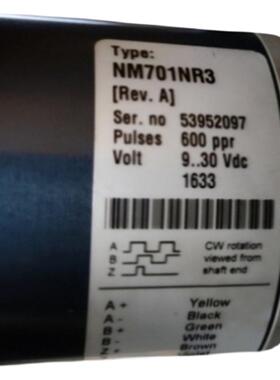 Type:
NM701NR3
[Rev. A]
Ser. no 53952097
Pulses 600 ppr
Volt 9..30 Vdc
1633
A CW rotation
B viewed from
Z shaft end
A + Yellow
A - Black
B + Green
B - White
Z + Brown